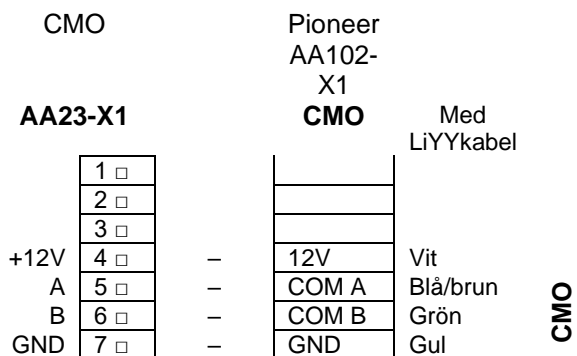 CMO Pioneer
AA102-
X1
AA23-X1 CMO Med
LiYYkabel
1 □
2 □
3 □
+12V 4 □ – 12V Vit
A 5 □ – COM A Blå/brun
B 6 □ – COM B Grön
GND 7 □ – GND Gul
CMO